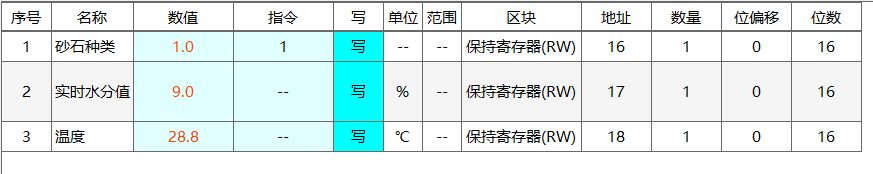 序号 名称 数值 指令 写 单位 范围 区块 地址 数量 位偏移 位数
1 砂石种类 1.0 1 写 -- -- 保持寄存器(RW) 16 1 0 16
2 实时水分值 9.0 -- 写 % -- 保持寄存器(RW) 17 1 0 16
3 温度 28.8 -- 写 ℃ -- 保持寄存器(RW) 18 1 0 16